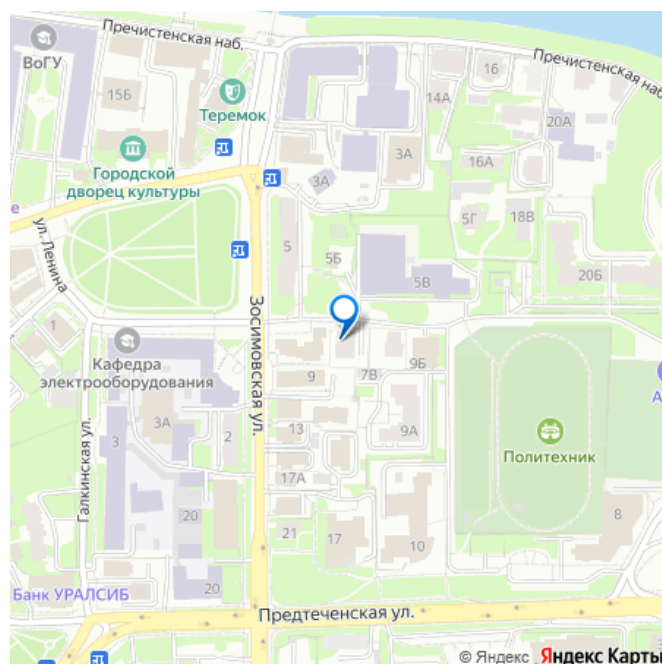 Пречистенская наб.
ВоГУ
15Б
Теремок
Городской
дворец культуры
е
ул. Ленина
16
14А
Пречистенская наб.
20А
3А
16А
3А
5Г
18В
5
5Б
5В
20Б
Зосимовская ул.
1
Кафедра
электрооборудования
9
7В
9Б
А
Галкинская ул.
3
3А
2
13
9А
Политехник
17А
20
21
17
10
8
Банк УРАЛСИБ
20
Предтеченская ул.
© Яндекс Яндекс Карты